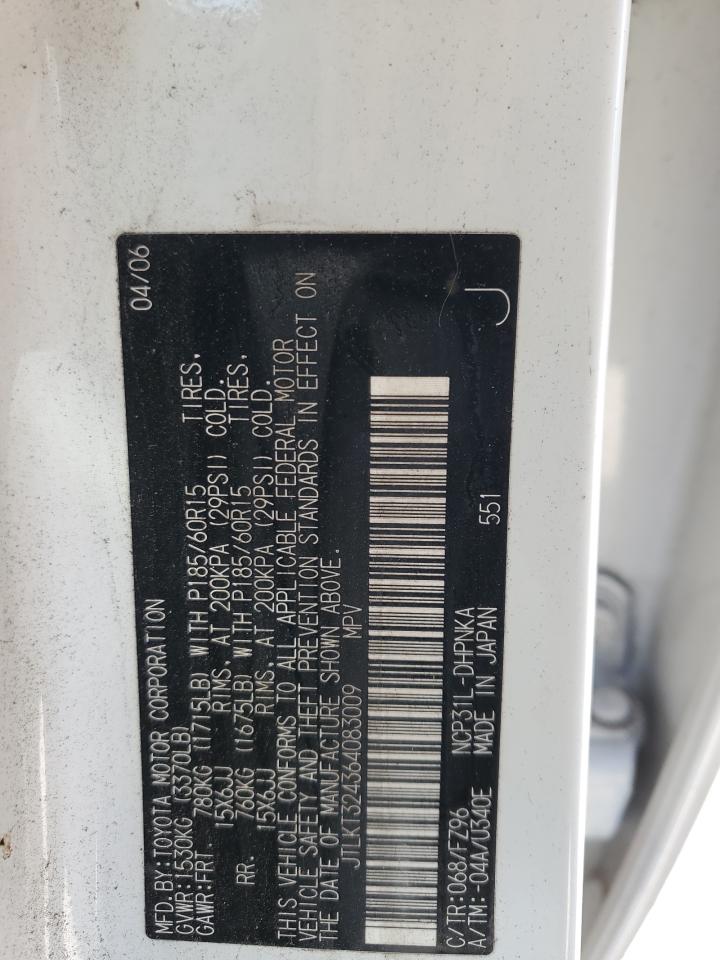 MFD. BY:TOYOTA MOTOR CORPORATION 04/06
GVWR:1530KG (3370LB)
GAWR:FRT 780KG (1715LB) WITH P185/60R15 TIRES,
15X6JJ RIMS, AT 200KPA (29PSI) COLD.
RR. 760KG (1675LB) WITH P185/60R15 TIRES,
15X6JJ RIMS, AT 200KPA (29PSI) COLD.
THIS VEHICLE CONFORMS TO ALL APPLICABLE FEDERAL MOTOR
VEHICLE SAFETY AND THEFT PREVENTION STANDARDS IN EFFECT ON
THE DATE OF MANUFACTURE SHOWN ABOVE.
JTLKT324364083009 MPV
C/TR:068/FZ96 NCP31L-DHPNKA 551
A/TM:-04A/U340E MADE IN JAPAN J